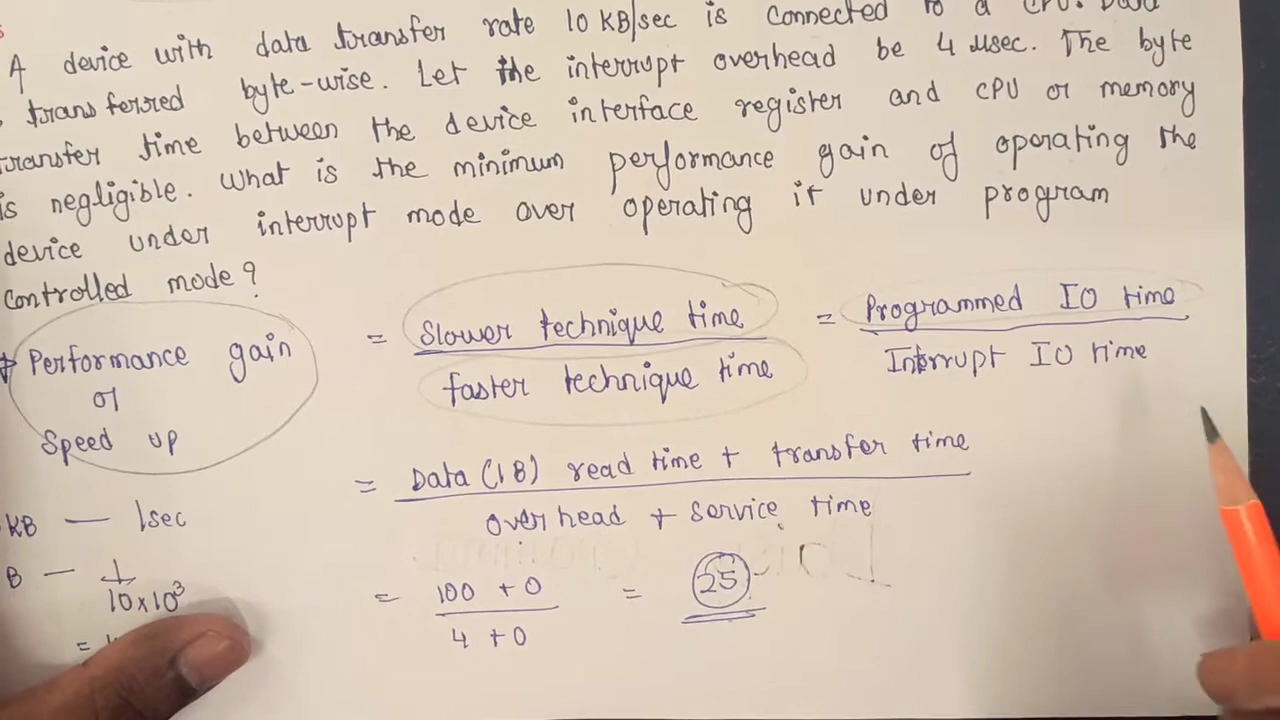 A device with data transfer rate 10 KB/sec is connected to a CPU. Data
transferred byte-wise. Let the interrupt overhead be 4 μsec. The byte
transfer time between the device interface register and CPU or memory
is negligible. What is the minimum performance gain of operating the
device under interrupt mode over operating it under program
controlled mode?
Performance gain or Speed up
= Slower technique time / faster technique time = Programmed IO time / Interrupt IO time
= Data (1B) read time + transfer time / over head + service time
KB — 1sec
B — 1 / 10×10³
=
= 100 + 0 / 4 + 0 = 25